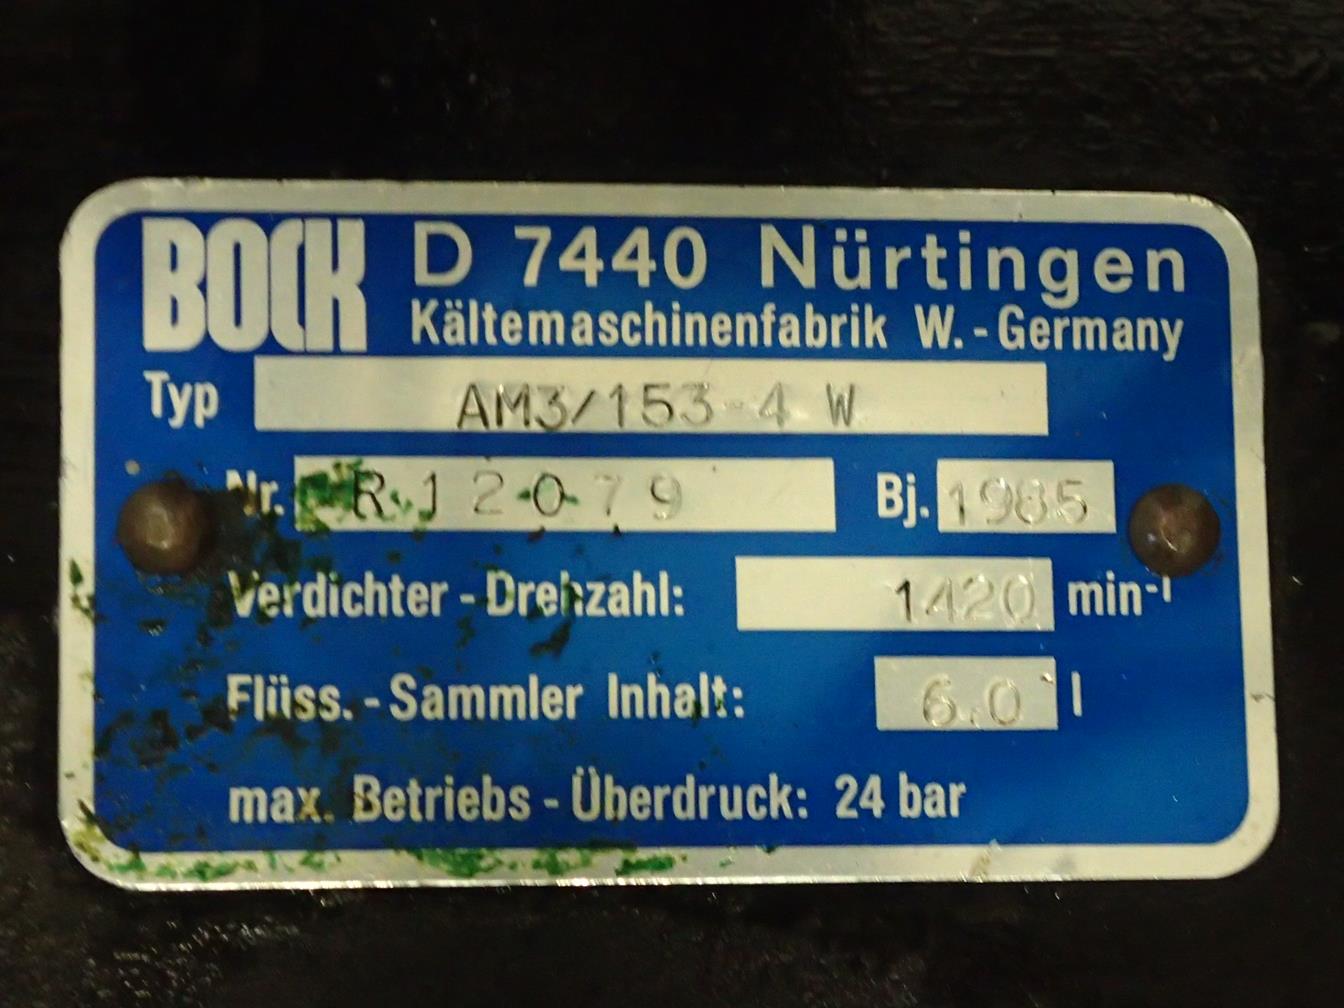 BOCK D 7440 Nürtingen
Kältemaschinenfabrik W.-Germany
Typ AM3/153-4 W
Nr. R12079 Bj. 1985
Verdichter-Drehzahl: 1420 min-1
Flüss.-Sammler Inhalt: 6.0 l
max. Betriebs-Überdruck: 24 bar